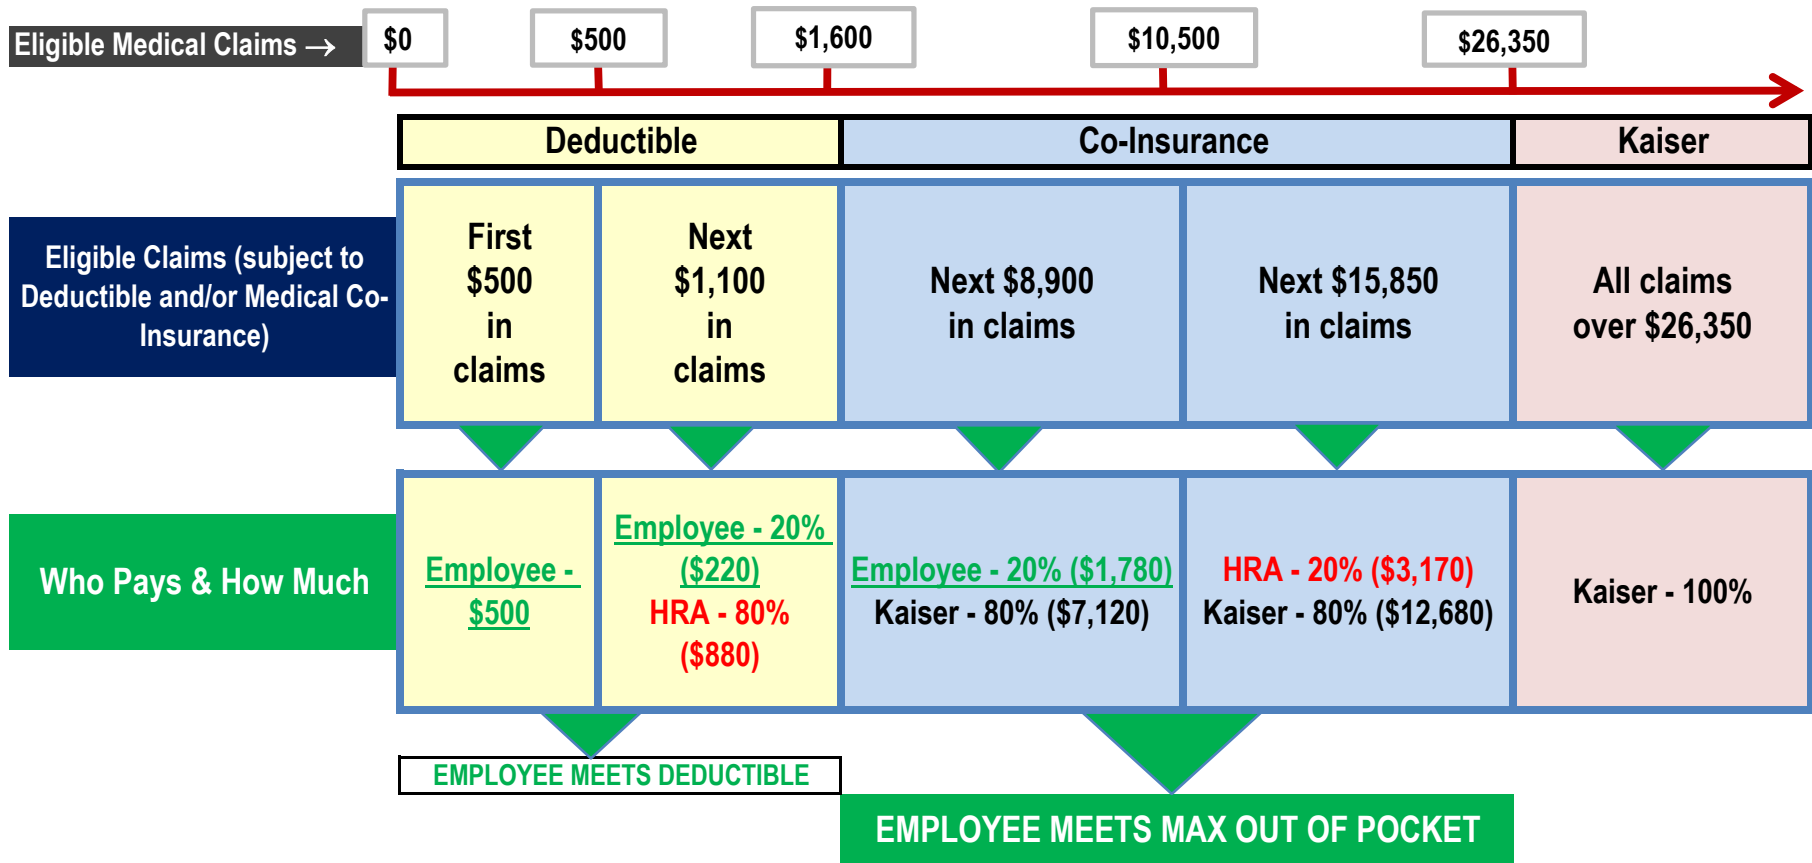 Eligible Medical Claims →
$0
$500
$1,600
$10,500
$26,350
Deductible
Co-Insurance
Kaiser
Eligible Claims (subject to
Deductible and/or Medical Co-
Insurance)
First
$500
in
claims
Next
$1,100
in
claims
Next $8,900
in claims
Next $15,850
in claims
All claims
over $26,350
Who Pays & How Much
Employee -
$500
Employee - 20%
($220)
HRA - 80%
($880)
Employee - 20% ($1,780)
Kaiser - 80% ($7,120)
HRA - 20% ($3,170)
Kaiser - 80% ($12,680)
Kaiser - 100%
EMPLOYEE MEETS DEDUCTIBLE
EMPLOYEE MEETS MAX OUT OF POCKET